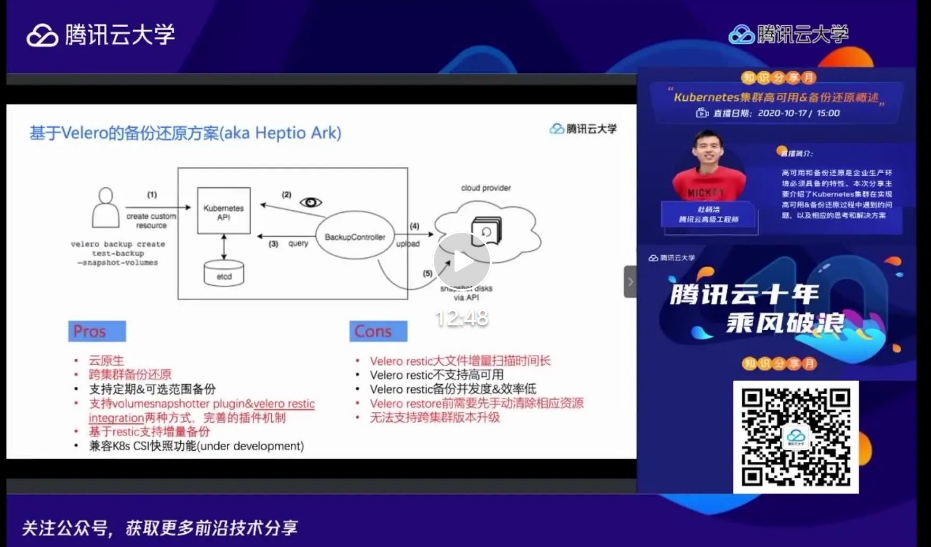 腾讯云大学
腾讯云大学
知识分享月
“Kubernetes集群高可用&备份还原概述”
直播日期：2020-10-17 / 15:00
基于Velero的备份还原方案(aka Heptio Ark)
腾讯云大学
(1)
create custom
resource
velero backup create
test-backup
-snapshot-volumes
Kubernetes
API
etcd
(2)
(3)
query
BackupController
(4)
upload
(5)
cloud provider
snapshot disks
via API
12:48
Pros
• 云原生
• 跨集群备份还原
• 支持定期&可选范围备份
• 支持volumesnapshotter plugin&velero restic
integration两种方式，完善的插件机制
• 基于restic支持增量备份
• 兼容K8s CSI快照功能(under development)
Cons
• Velero restic大文件增量扫描时间长
• Velero restic不支持高可用
• Velero restic备份并发度&效率低
• Velero restore前需要先手动清除相应资源
• 无法支持跨集群版本升级
MICKEY
杜杨浩
腾讯云高级工程师
直播简介：
高可用和备份还原是企业生产环
境必须具备的特性。本次分享主
要介绍了Kubernetes集群在实现
高可用&备份还原过程中遇到的问
题，以及相应的思考和解决方案
腾讯云大学
10
腾讯云十年
乘风破浪
知识分享月
关注公众号，获取更多前沿技术分享